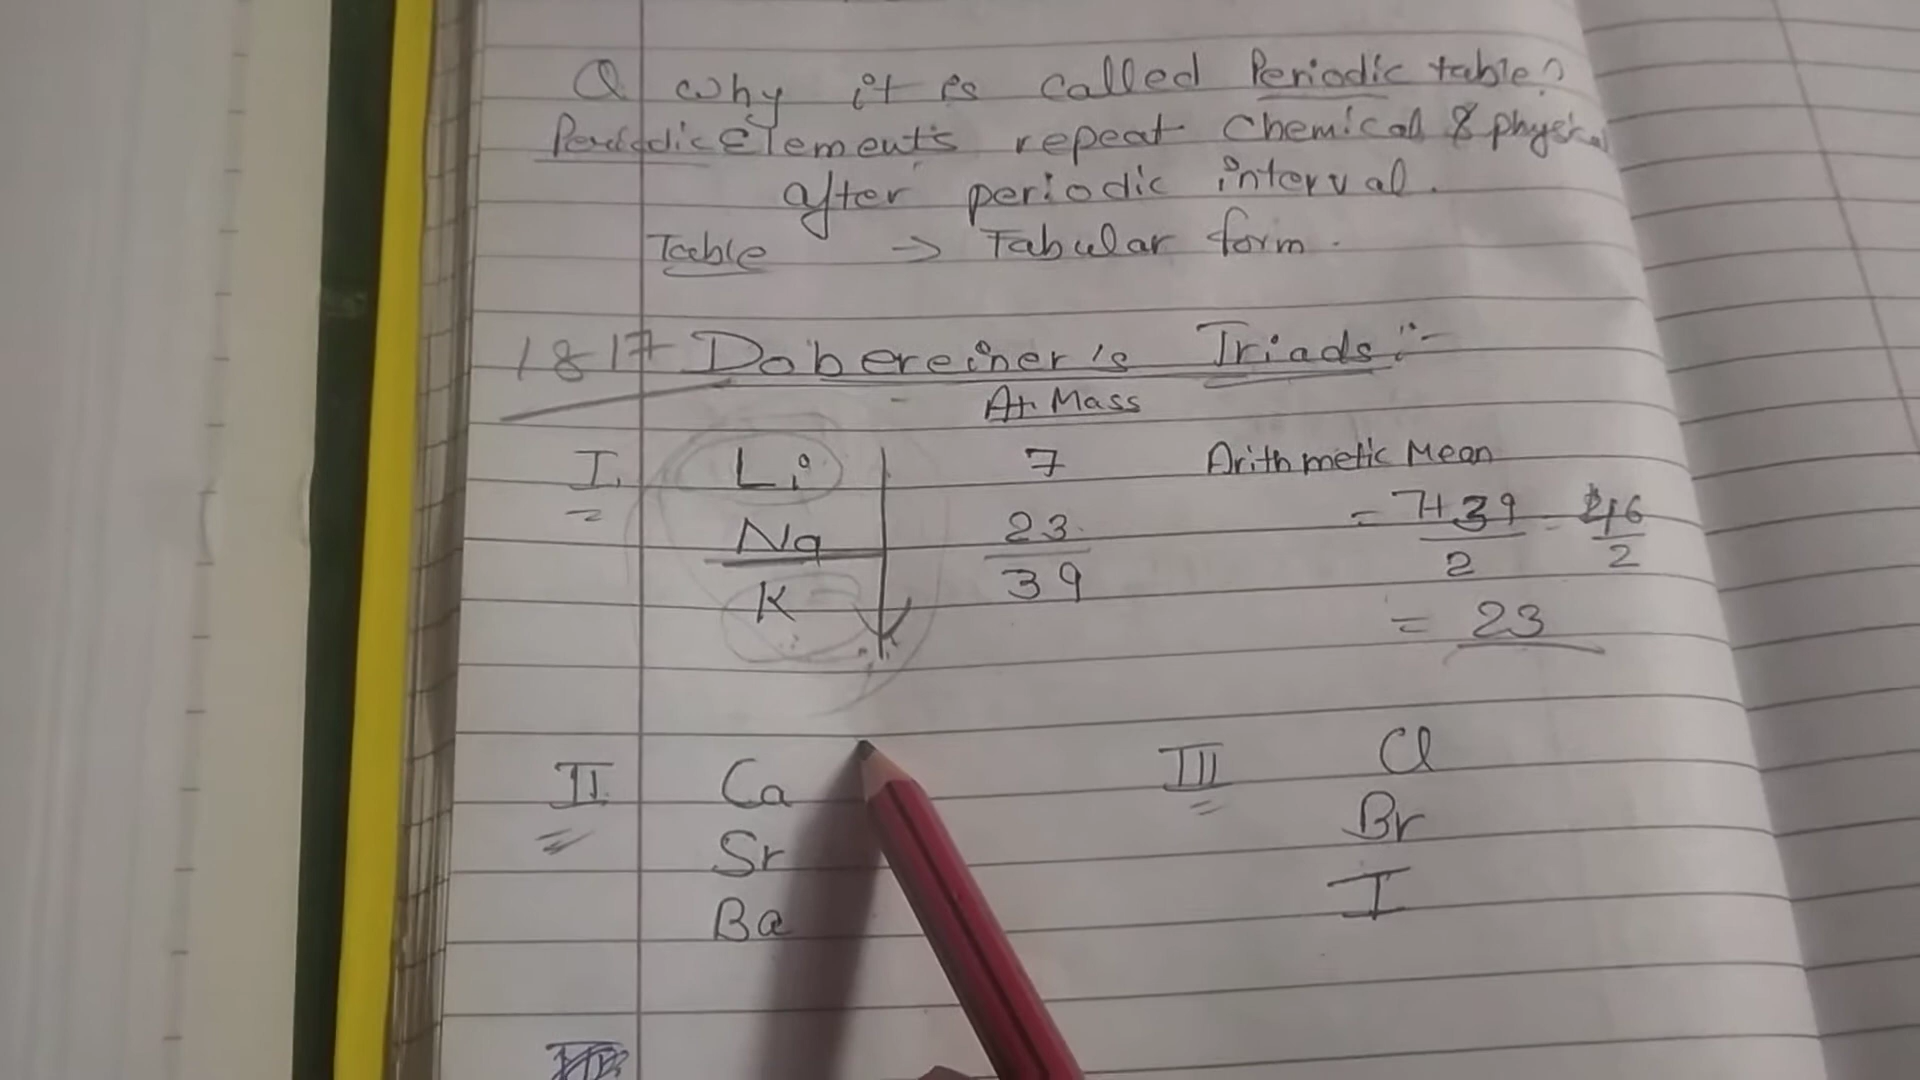 Q why it is called Periodic table?
Periodic Elements repeat Chemical & physical
after periodic interval.
Table → Tabular form.
1817 Dobereiner's Triads :-
At. Mass
I. Li 7 Arithmetic Mean
Na 23 = 7+39/2 = 46/2
K 39 = 23
II Ca III Cl
Sr Br
Ba I